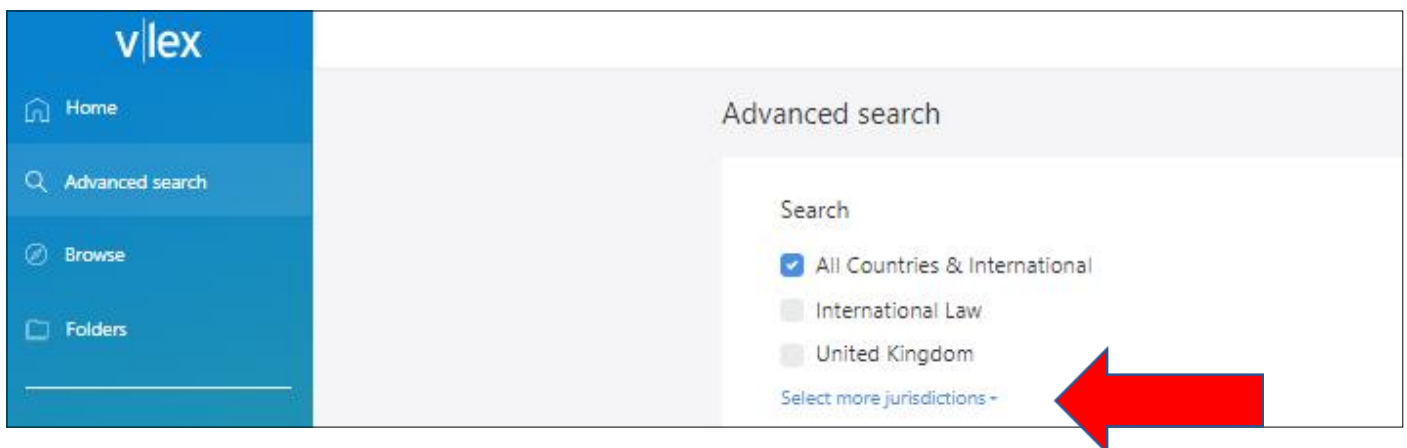 v|lex
Home
Advanced search
Browse
Folders
Advanced search
Search
All Countries & International
International Law
United Kingdom
Select more jurisdictions